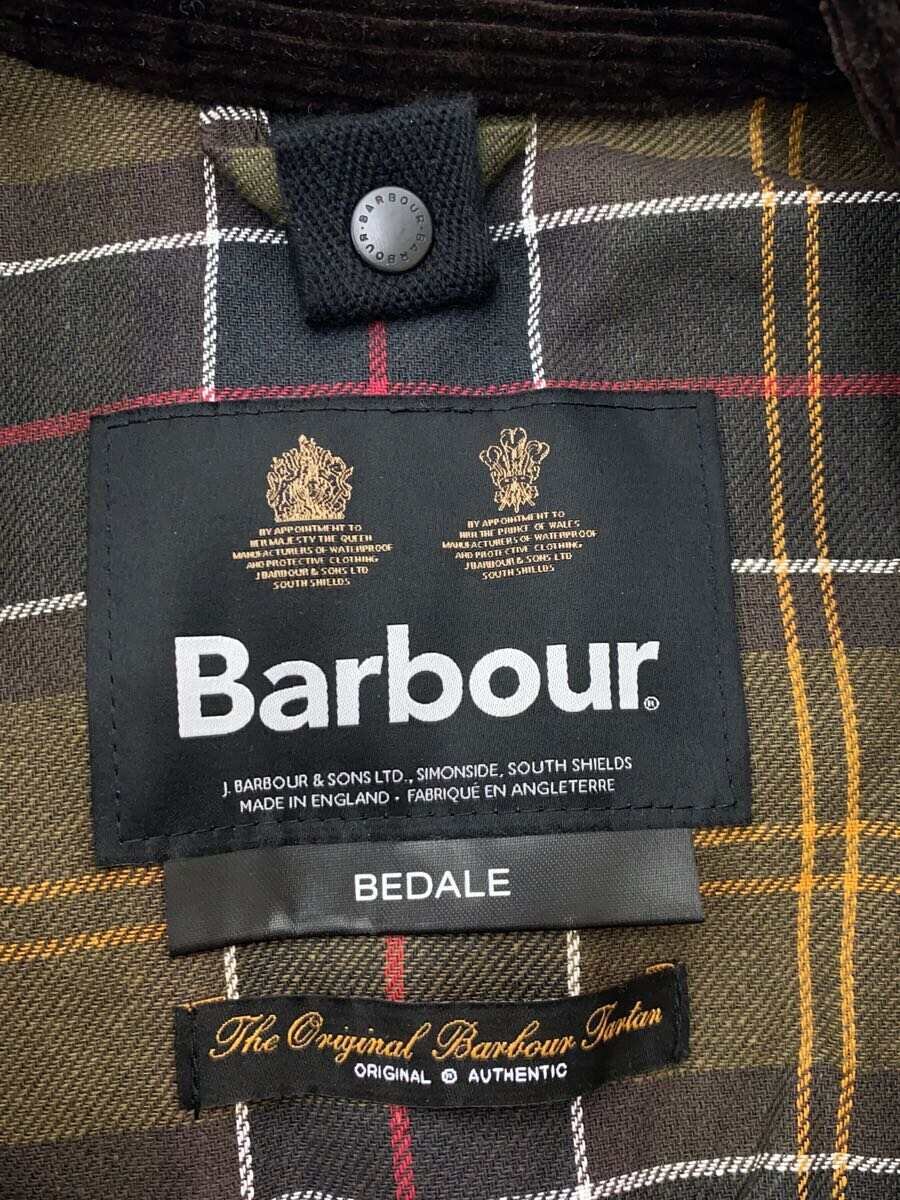 BARBOUR·BARBOUR·
BY APPOINTMENT TO
HER MAJESTY THE QUEEN
MANUFACTURERS OF WATERPROOF
AND PROTECTIVE CLOTHING
J BARBOUR & SONS LTD
SOUTH SHIELDS
BY APPOINTMENT TO
HRH THE PRINCE OF WALES
MANUFACTURERS OF WATERPROOF
AND PROTECTIVE CLOTHING
J BARBOUR & SONS LTD
SOUTH SHIELDS
Barbour®
J. BARBOUR & SONS LTD., SIMONSIDE, SOUTH SHIELDS
MADE IN ENGLAND · FABRIQUÉ EN ANGLETERRE
BEDALE
The Original Barbour Tartan
ORIGINAL ® AUTHENTIC